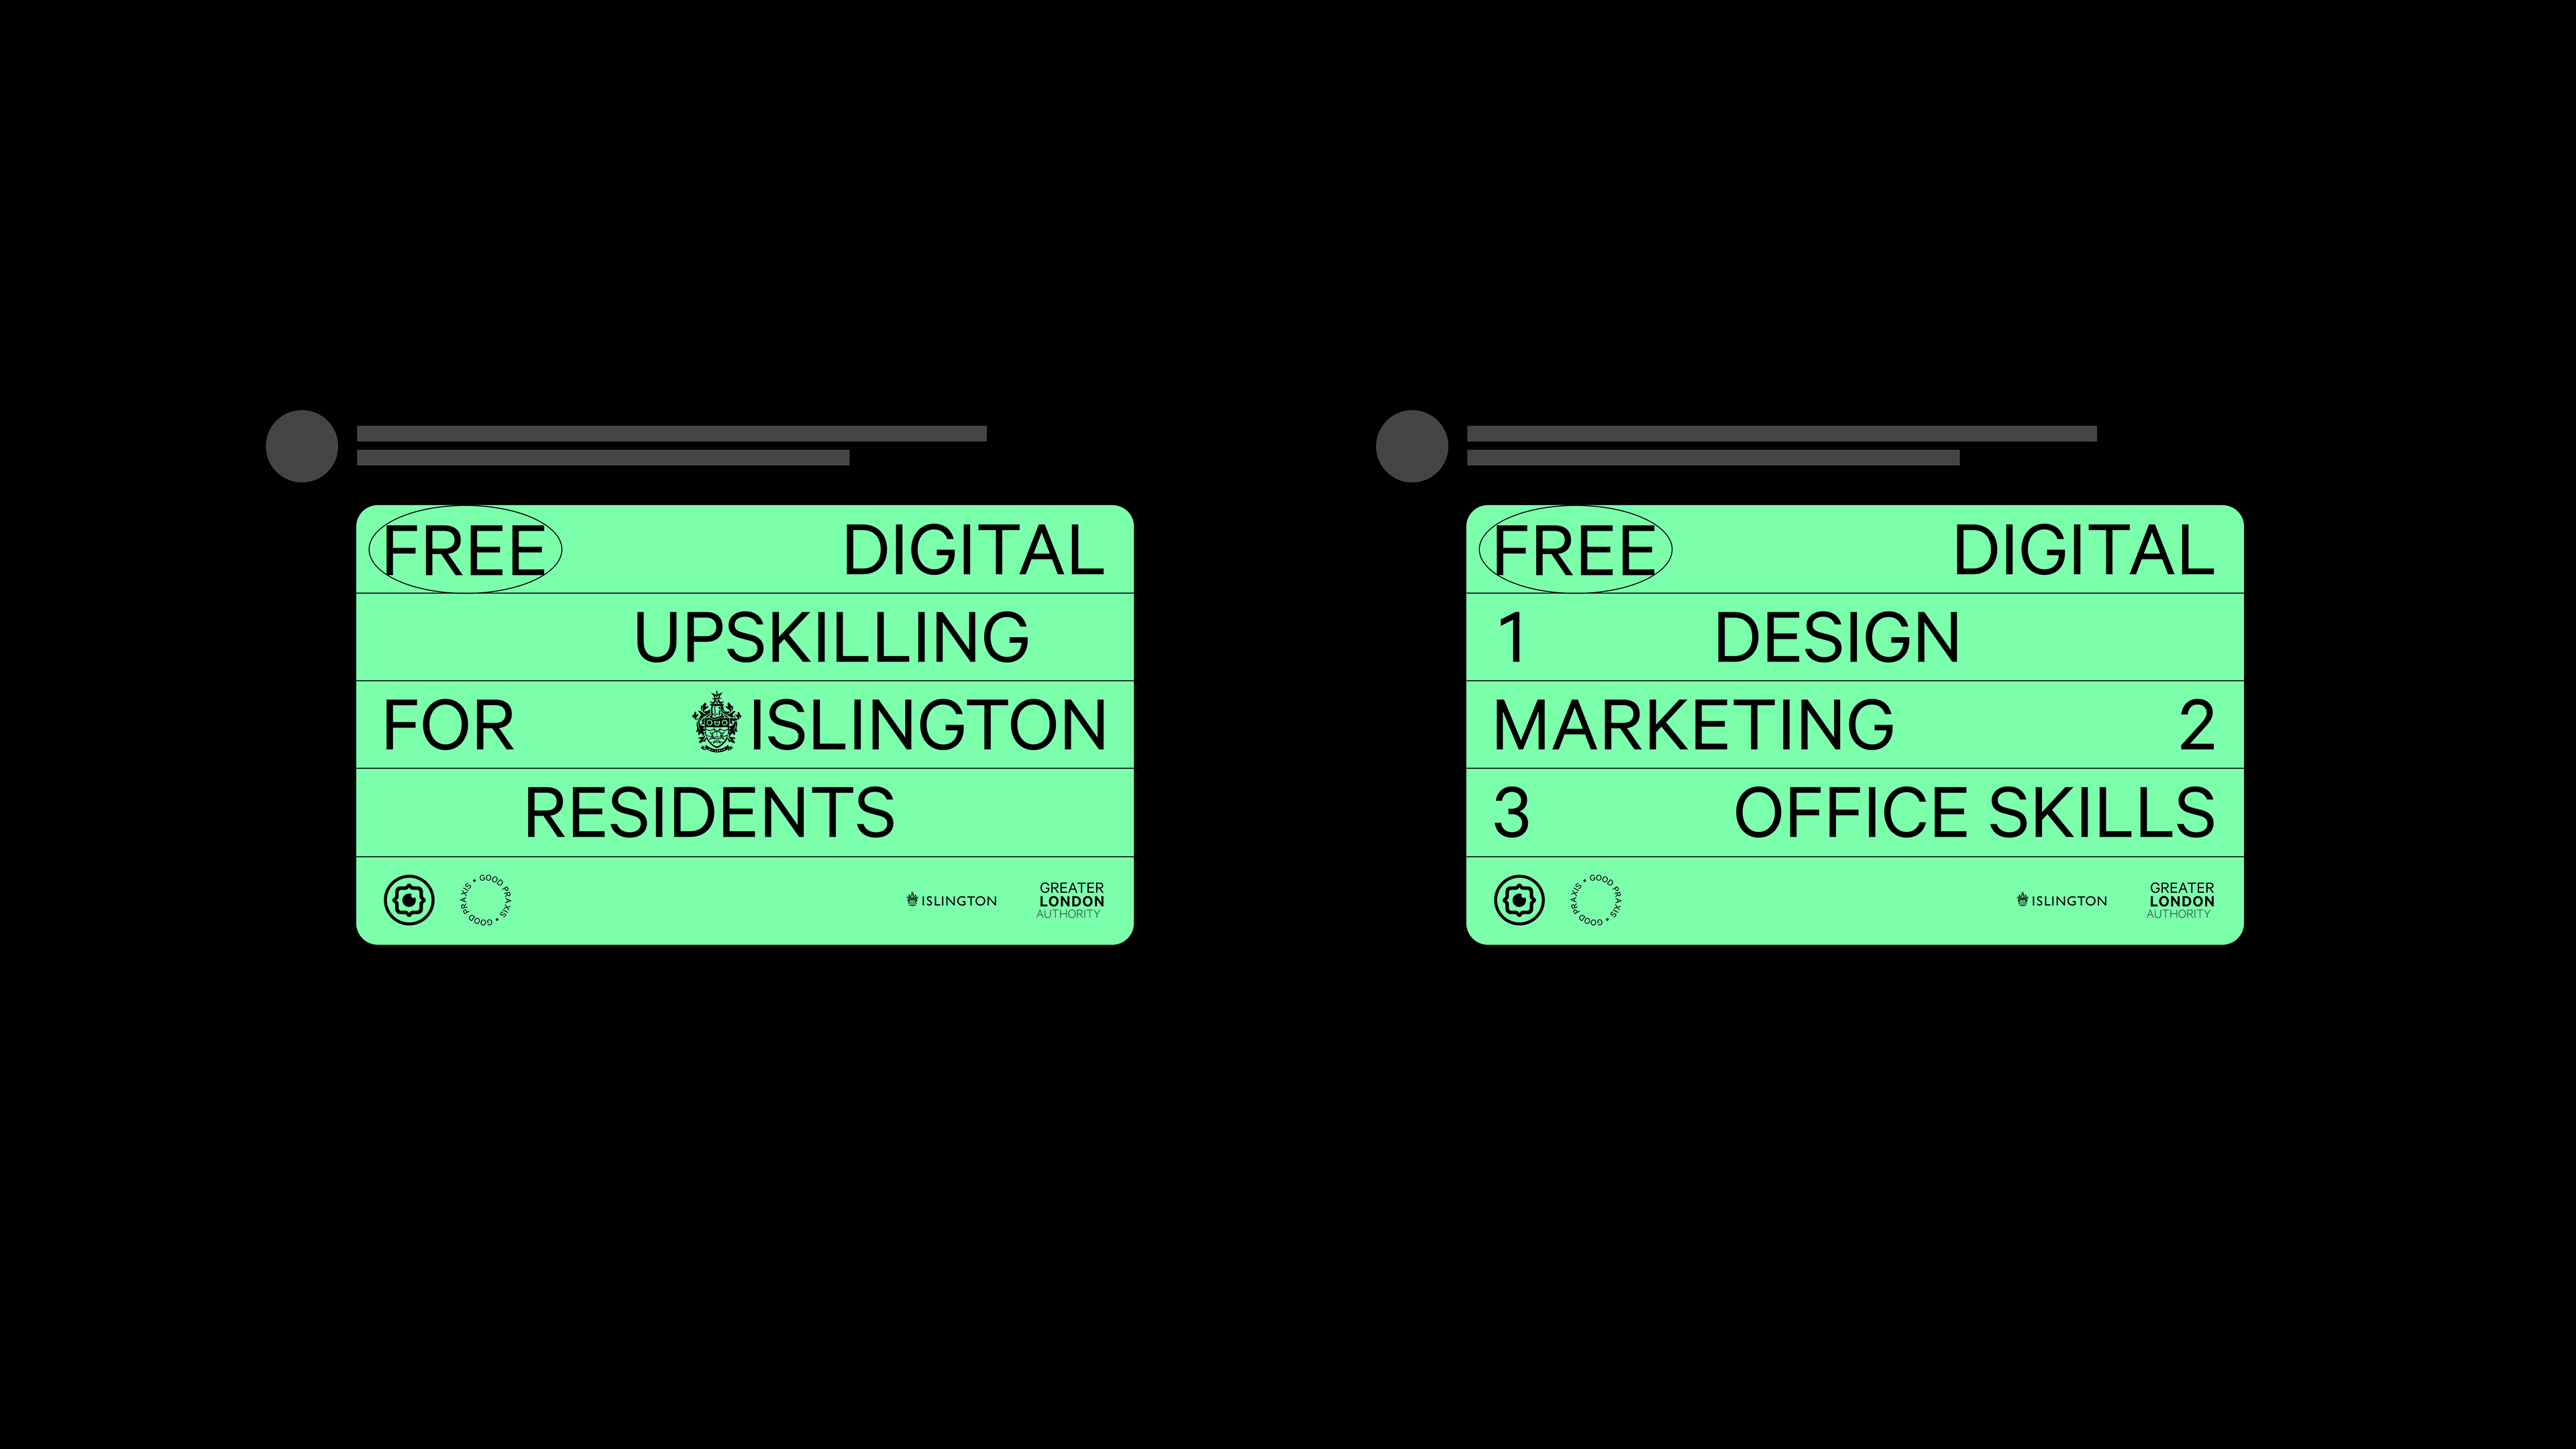 FREE DIGITAL
UPSKILLING
FOR ISLINGTON
RESIDENTS
GOOD PRAXIS • GOOD PRAXIS •
ISLINGTON
GREATER
LONDON
AUTHORITY
FREE DIGITAL
1 DESIGN
MARKETING 2
3 OFFICE SKILLS
GOOD PRAXIS • GOOD PRAXIS •
ISLINGTON
GREATER
LONDON
AUTHORITY